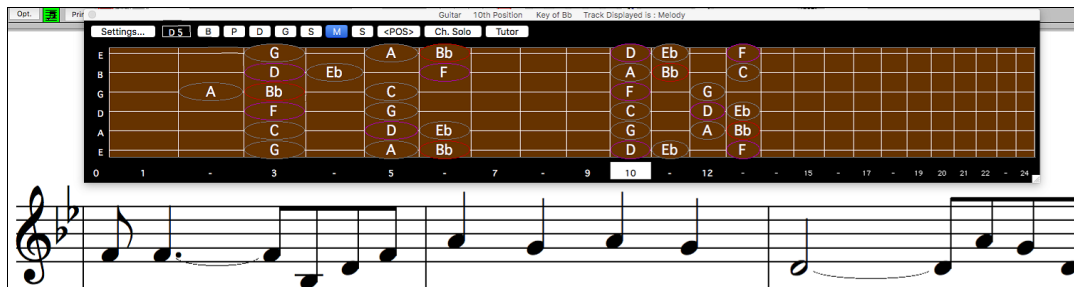 Opt. Prin Guitar 10th Position Key of Bb Track Displayed is : Melody
Settings... D 5 B P D G S M S <POS> Ch. Solo Tutor
E G A Bb D Eb F
B D Eb F A Bb C
G A Bb C F G
D F G C D Eb
A C D Eb G A Bb
E G A Bb D Eb F
0 1 - 3 - 5 - 7 - 9 10 - 12 - - 15 - 17 - 19 20 21 22 - 24